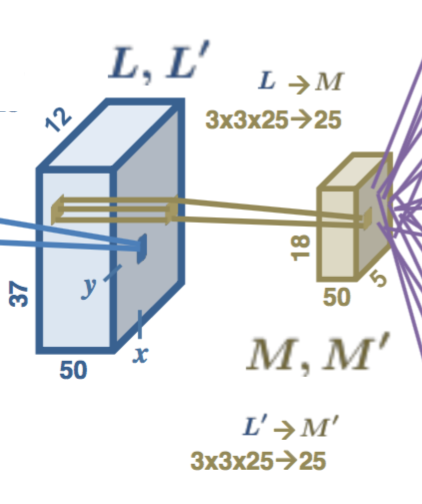 L, L′
L → M
3x3x25→25
12
18
y
37
50
5
x
50
M, M′
L′ → M′
3x3x25→25